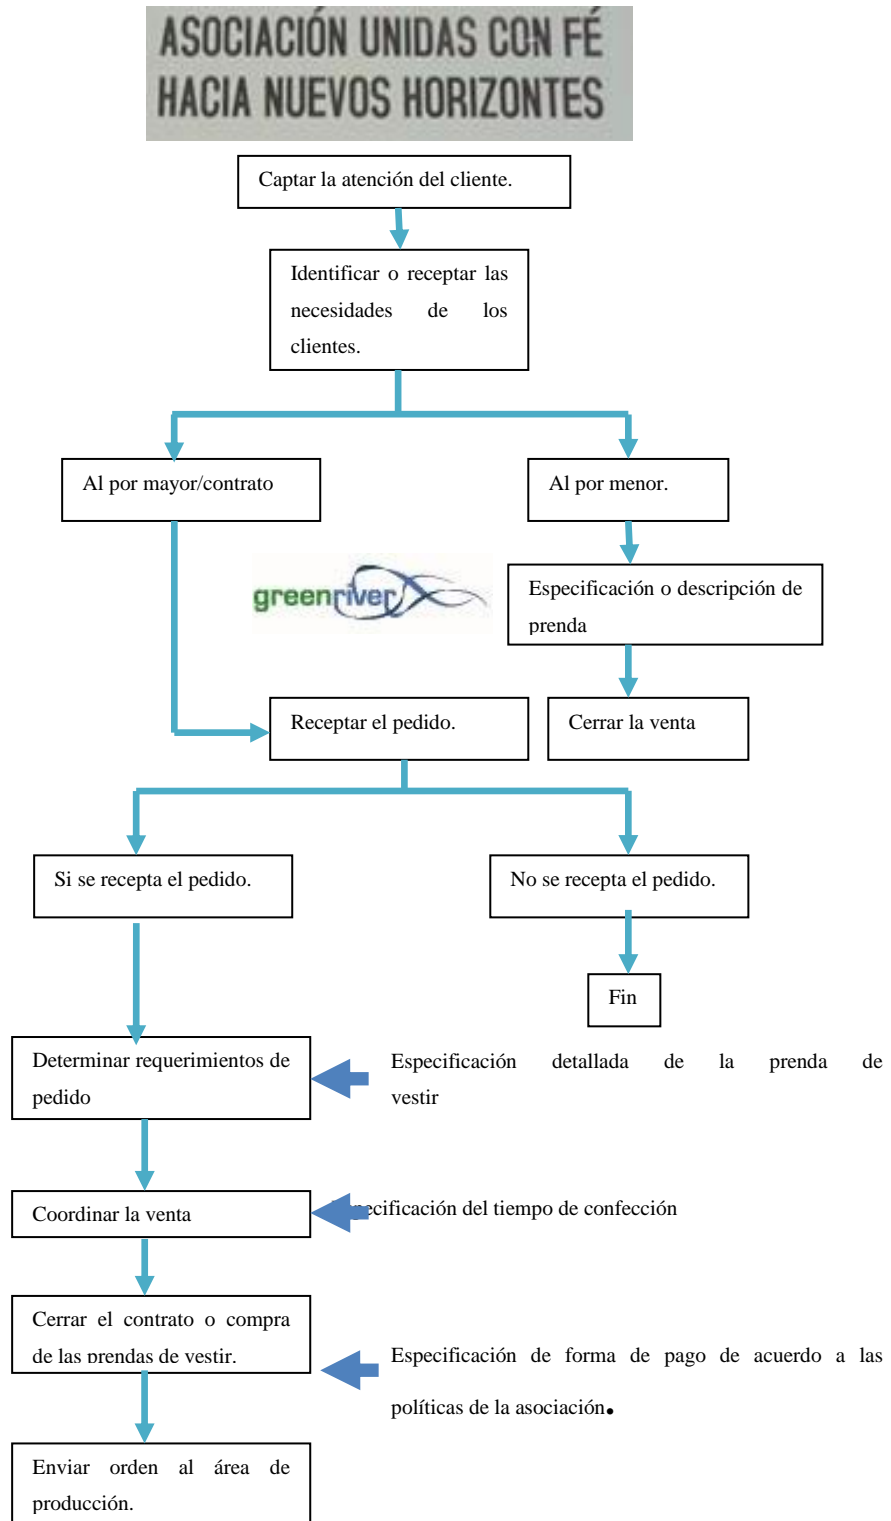 ASOCIACIÓN UNIDAS CON FÉ
HACIA NUEVOS HORIZONTES
Captar la atención del cliente.
Identificar o receptar las
necesidades de los
clientes.
Al por mayor/contrato
Al por menor.
greenriver
Especificación o descripción de
prenda
Receptar el pedido.
Cerrar la venta
Si se recepta el pedido.
No se recepta el pedido.
Fin
Determinar requerimientos de
pedido
Especificación detallada de la prenda de
vestir
Coordinar la venta
pecificación del tiempo de confección
Cerrar el contrato o compra
de las prendas de vestir.
Especificación de forma de pago de acuerdo a las
políticas de la asociación.
Enviar orden al área de
producción.